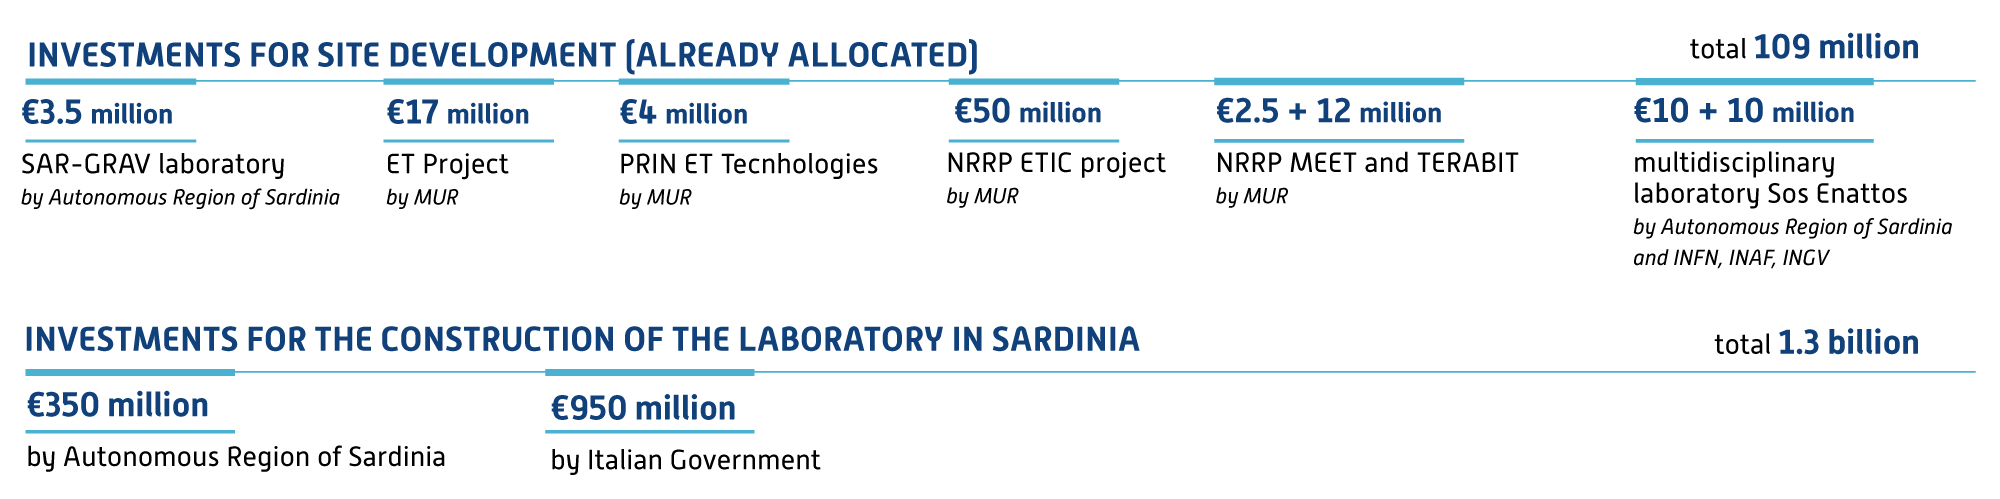 INVESTMENTS FOR SITE DEVELOPMENT (ALREADY ALLOCATED)
total 109 million
€3.5 million
SAR-GRAV laboratory
by Autonomous Region of Sardinia
€17 million
ET Project
by MUR
€4 million
PRIN ET Tecnhologies
by MUR
€50 million
NRRP ETIC project
by MUR
€2.5 + 12 million
NRRP MEET and TERABIT
by MUR
€10 + 10 million
multidisciplinary
laboratory Sos Enattos
by Autonomous Region of Sardinia
and INFN, INAF, INGV
INVESTMENTS FOR THE CONSTRUCTION OF THE LABORATORY IN SARDINIA
total 1.3 billion
€350 million
by Autonomous Region of Sardinia
€950 million
by Italian Government